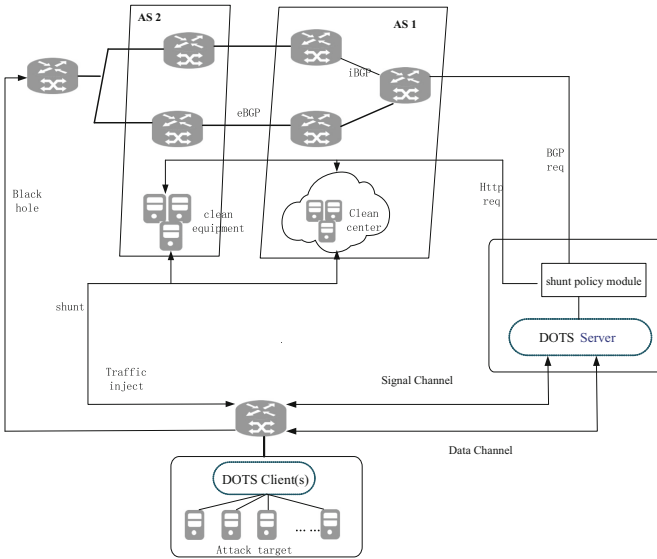 AS 2
AS 1
iBGP
eBGP
Black
hole
BGP
req
Http
req
clean
equipment
Clean
center
shunt policy module
shunt
DOTS Server
Traffic
inject
Signal Channel
Data Channel
DOTS Client(s)
... ...
Attack target